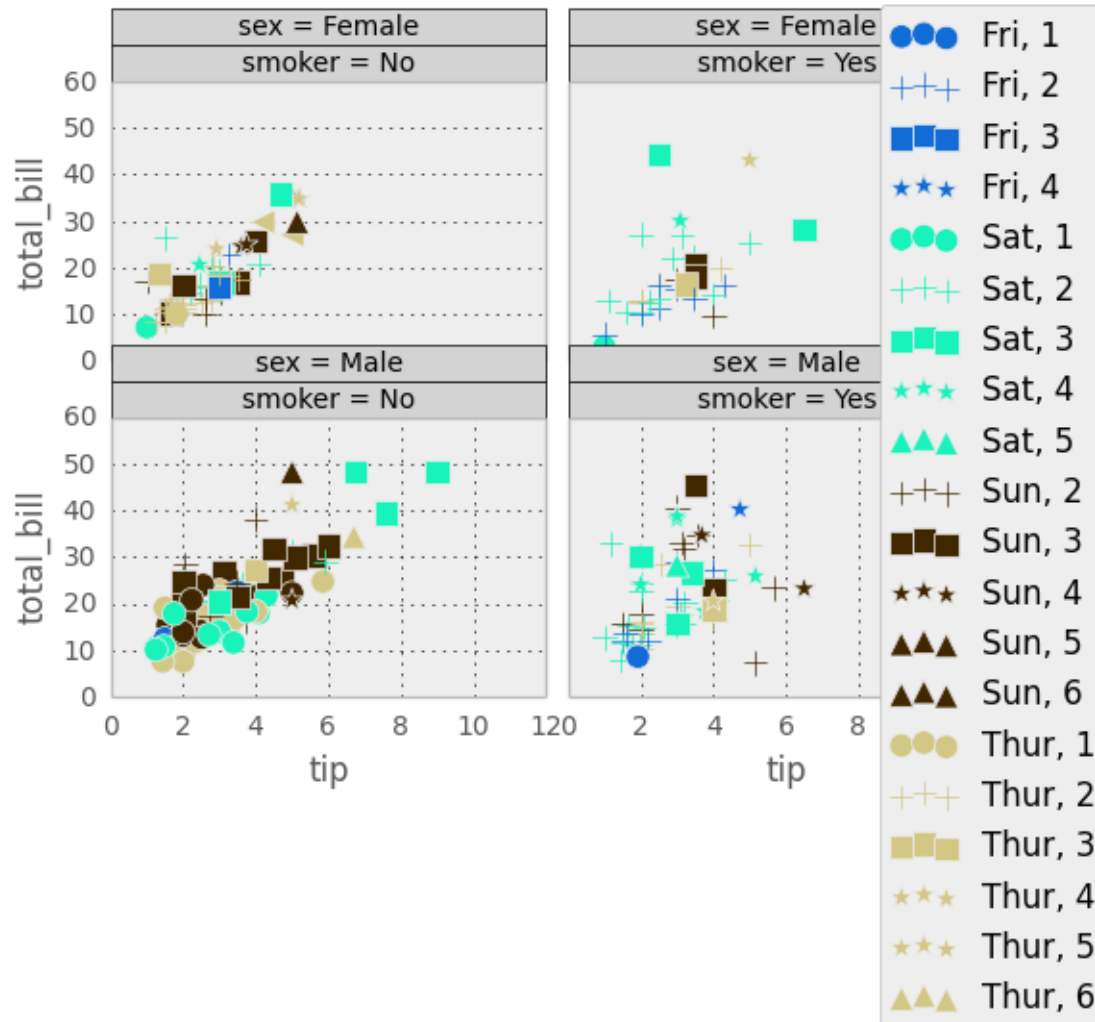 sex = Female
smoker = No
sex = Female
smoker = Yes
total_bill
60
50
40
30
20
10
0
sex = Male
smoker = No
sex = Male
smoker = Yes
total_bill
60
50
40
30
20
10
0
0 2 4 6 8 10 120 2 4 6 8
tip
tip
Fri, 1
Fri, 2
Fri, 3
Fri, 4
Sat, 1
Sat, 2
Sat, 3
Sat, 4
Sat, 5
Sun, 2
Sun, 3
Sun, 4
Sun, 5
Sun, 6
Thur, 1
Thur, 2
Thur, 3
Thur, 4
Thur, 5
Thur, 6